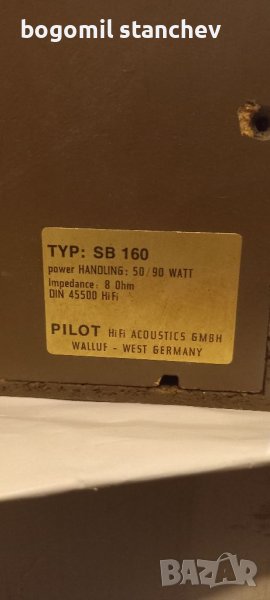 bogomil stanchev
TYP: SB 160
power HANDLING: 50/90 WATT
Impedance: 8 Ohm
DIN 45500 HiFi
PILOT HiFi ACOUSTICS GMBH
WALLUF - WEST GERMANY
BAZAR